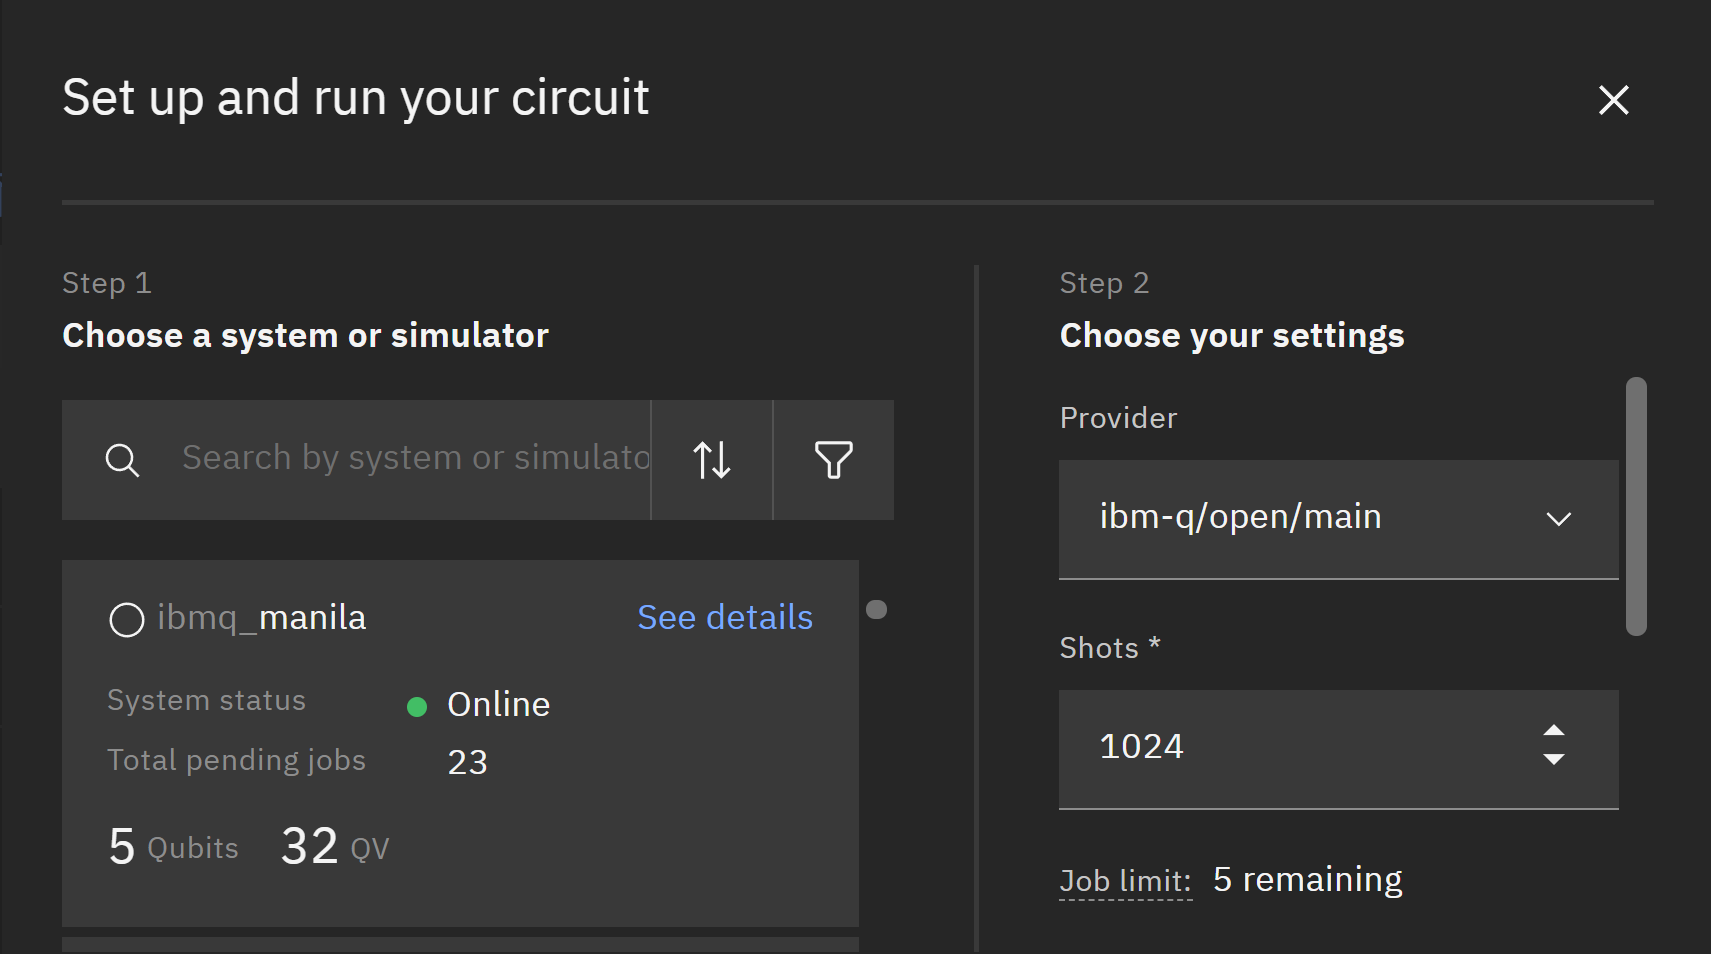 Set up and run your circuit
Step 1
Choose a system or simulator
Search by system or simulato
ibmq_manila
See details
System status
Online
Total pending jobs
23
5 Qubits
32 QV
Step 2
Choose your settings
Provider
ibm-q/open/main
Shots *
1024
Job limit: 5 remaining